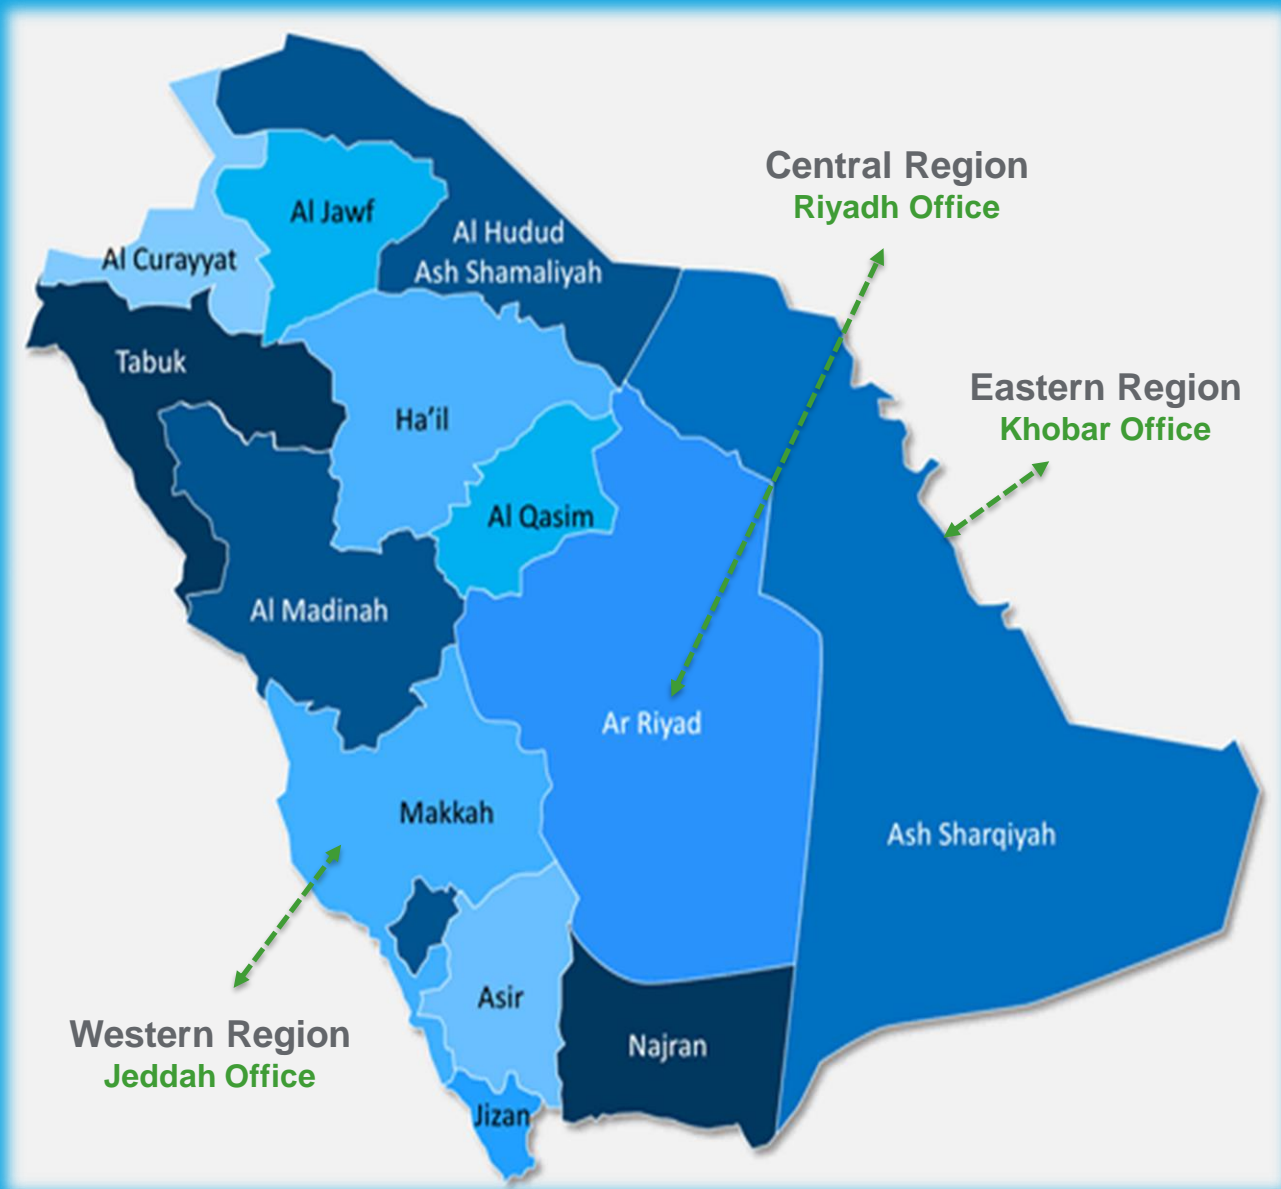 Central Region
Riyadh Office
Al Jawf
Al Hudud
Ash Shamaliyah
Al Curayyat
Tabuk
Eastern Region
Khobar Office
Ha'il
Al Qasim
Al Madinah
Ar Riyad
Makkah
Ash Sharqiyah
Asir
Western Region
Jeddah Office
Najran
Jizan